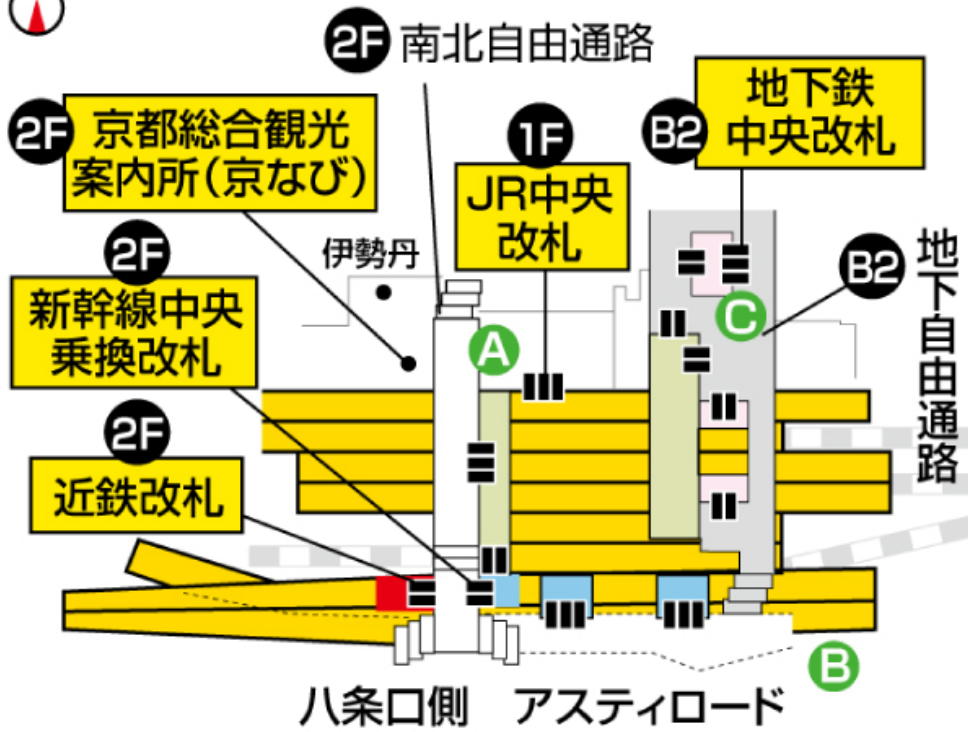 2F 南北自由通路
2F
京都総合観光
案内所(京なび)
1F
JR中央
改札
B2
地下鉄
中央改札
伊勢丹
2F
新幹線中央
乗換改札
B2
地下自由通路
A
C
2F
近鉄改札
B
八条口側
アスティロード